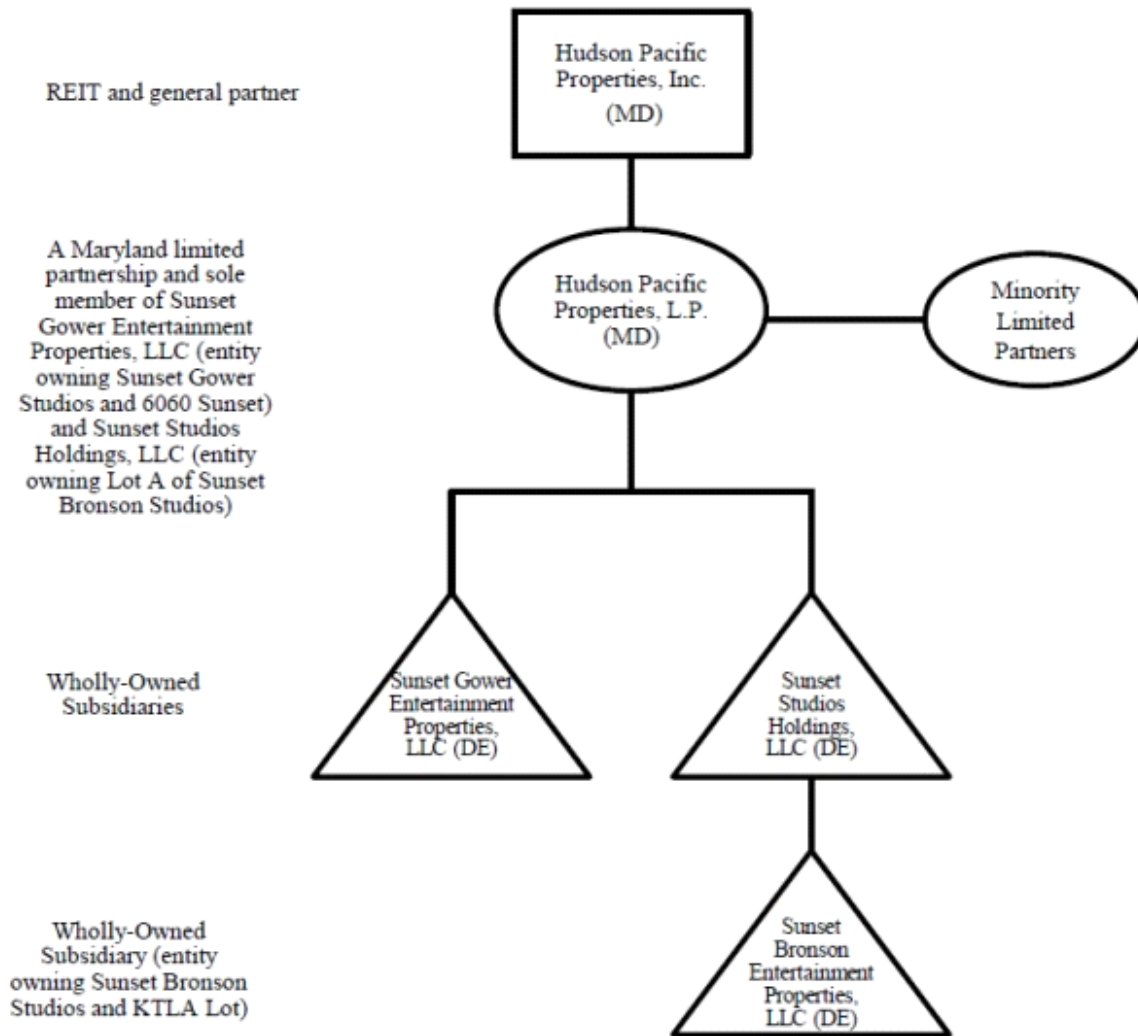 REIT and general partner
Hudson Pacific
Properties, Inc.
(MD)
A Maryland limited
partnership and sole
member of Sunset
Gower Entertainment
Properties, LLC (entity
owning Sunset Gower
Studios and 6060 Sunset)
and Sunset Studios
Holdings, LLC (entity
owning Lot A of Sunset
Bronson Studios)
Hudson Pacific
Properties, L.P.
(MD)
Minority
Limited
Partners
Wholly-Owned
Subsidiaries
Sunset Gower
Entertainment
Properties,
LLC (DE)
Sunset
Studios
Holdings,
LLC (DE)
Wholly-Owned
Subsidiary (entity
owning Sunset Bronson
Studios and KTLA Lot)
Sunset
Bronson
Entertainment
Properties,
LLC (DE)